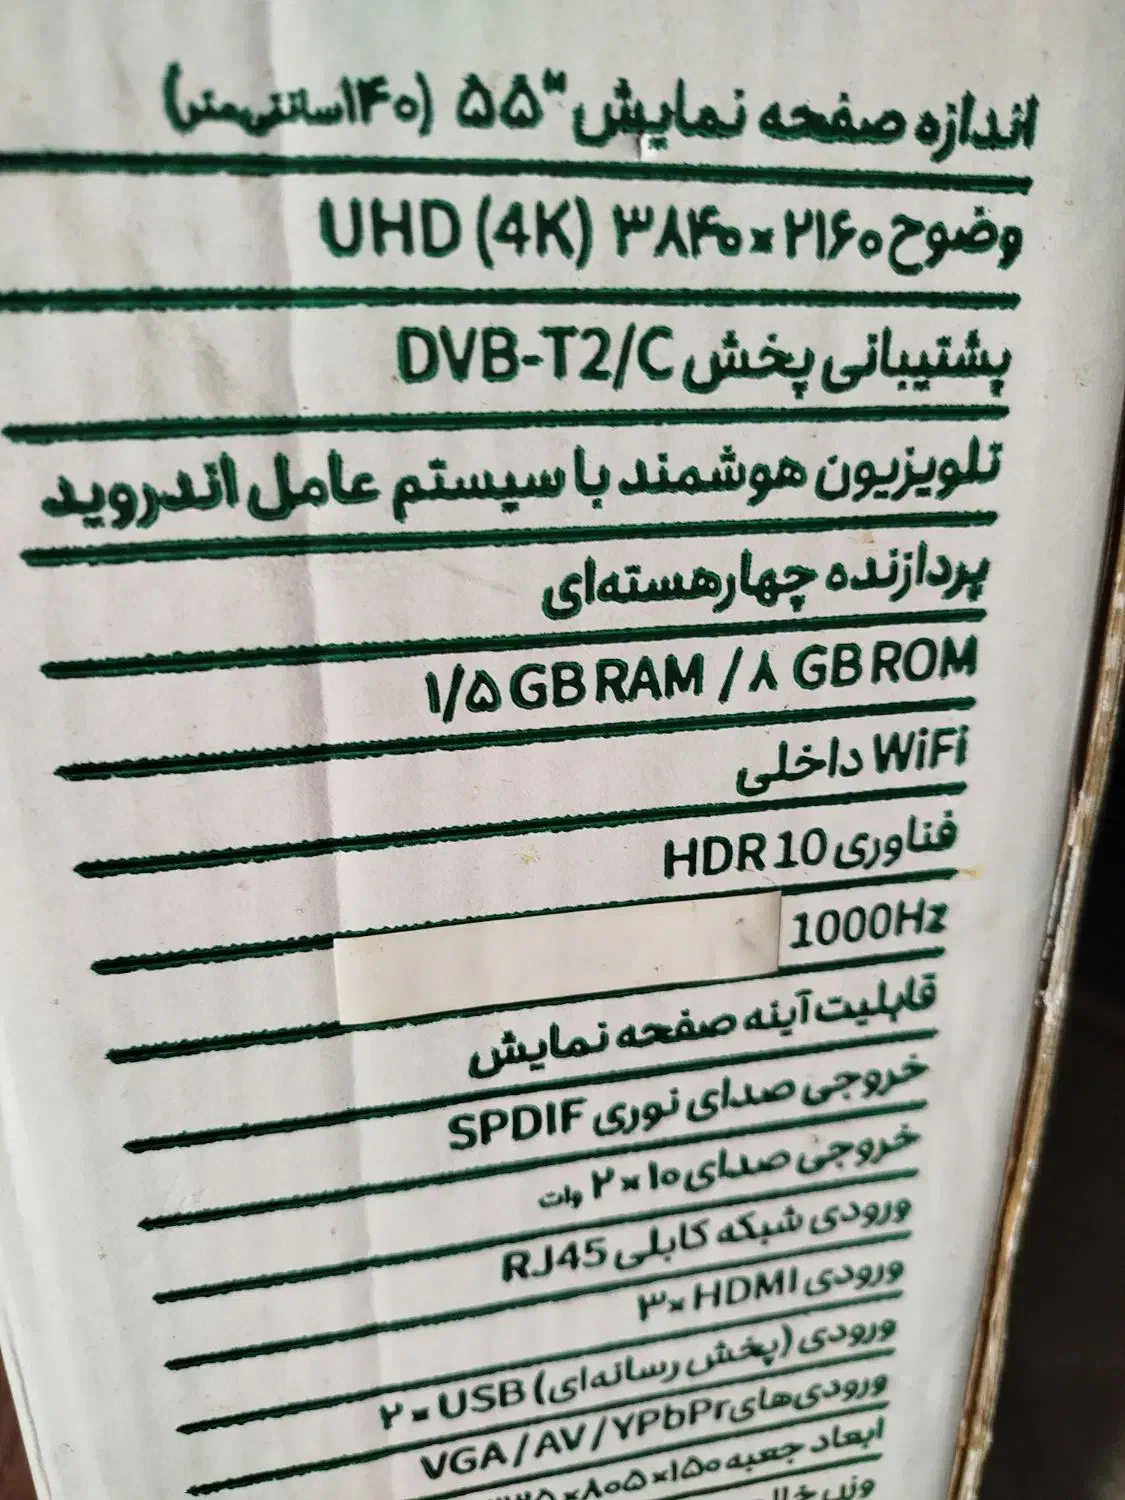 اندازه صفحه نمایش "۵۵ (۱۴۰سانتی‌متر)
وضوح ۲۱۶۰×۳۸۴۰ UHD (4K)
پشتیبانی پخش DVB-T2/C
تلویزیون هوشمند با سیستم عامل اندروید
پردازنده چهارهسته‌ای
۱/۵ GB RAM / ۸ GB ROM
WiFi داخلی
فناوری HDR 10
1000Hz
قابلیت آینه صفحه نمایش
خروجی صدای نوری SPDIF
خروجی صدای ۱۰×۲ وات
ورودی شبکه کابلی RJ45
ورودی ۳×HDMI
ورودی (پخش رسانه‌ای) ۲×USB
ورودی‌های VGA / AV / YPbPr
ابعاد جعبه ۱۵۰×۸۰۵×